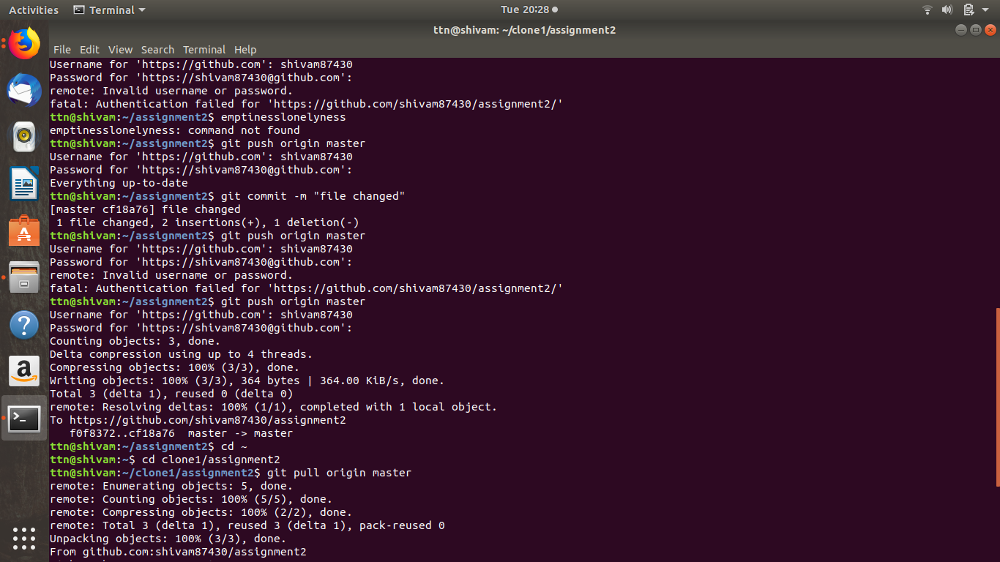 Activities Terminal Tue 20:28
ttn@shivam: ~/clone1/assignment2
File Edit View Search Terminal Help
Username for 'https://github.com': shivam87430
Password for 'https://shivam87430@github.com':
remote: Invalid username or password.
fatal: Authentication failed for 'https://github.com/shivam87430/assignment2/'
ttn@shivam:~/assignment2$ emptinesslonelyness
emptinesslonelyness: command not found
ttn@shivam:~/assignment2$ git push origin master
Username for 'https://github.com': shivam87430
Password for 'https://shivam87430@github.com':
Everything up-to-date
ttn@shivam:~/assignment2$ git commit -m "file changed"
[master cf18a76] file changed
 1 file changed, 2 insertions(+), 1 deletion(-)
ttn@shivam:~/assignment2$ git push origin master
Username for 'https://github.com': shivam87430
Password for 'https://shivam87430@github.com':
remote: Invalid username or password.
fatal: Authentication failed for 'https://github.com/shivam87430/assignment2/'
ttn@shivam:~/assignment2$ git push origin master
Username for 'https://github.com': shivam87430
Password for 'https://shivam87430@github.com':
Counting objects: 3, done.
Delta compression using up to 4 threads.
Compressing objects: 100% (3/3), done.
Writing objects: 100% (3/3), 364 bytes | 364.00 KiB/s, done.
Total 3 (delta 1), reused 0 (delta 0)
remote: Resolving deltas: 100% (1/1), completed with 1 local object.
To https://github.com/shivam87430/assignment2
   f0f8372..cf18a76  master -> master
ttn@shivam:~/assignment2$ cd ~
ttn@shivam:~$ cd clone1/assignment2
ttn@shivam:~/clone1/assignment2$ git pull origin master
remote: Enumerating objects: 5, done.
remote: Counting objects: 100% (5/5), done.
remote: Compressing objects: 100% (2/2), done.
remote: Total 3 (delta 1), reused 3 (delta 1), pack-reused 0
Unpacking objects: 100% (3/3), done.
From github.com:shivam87430/assignment2